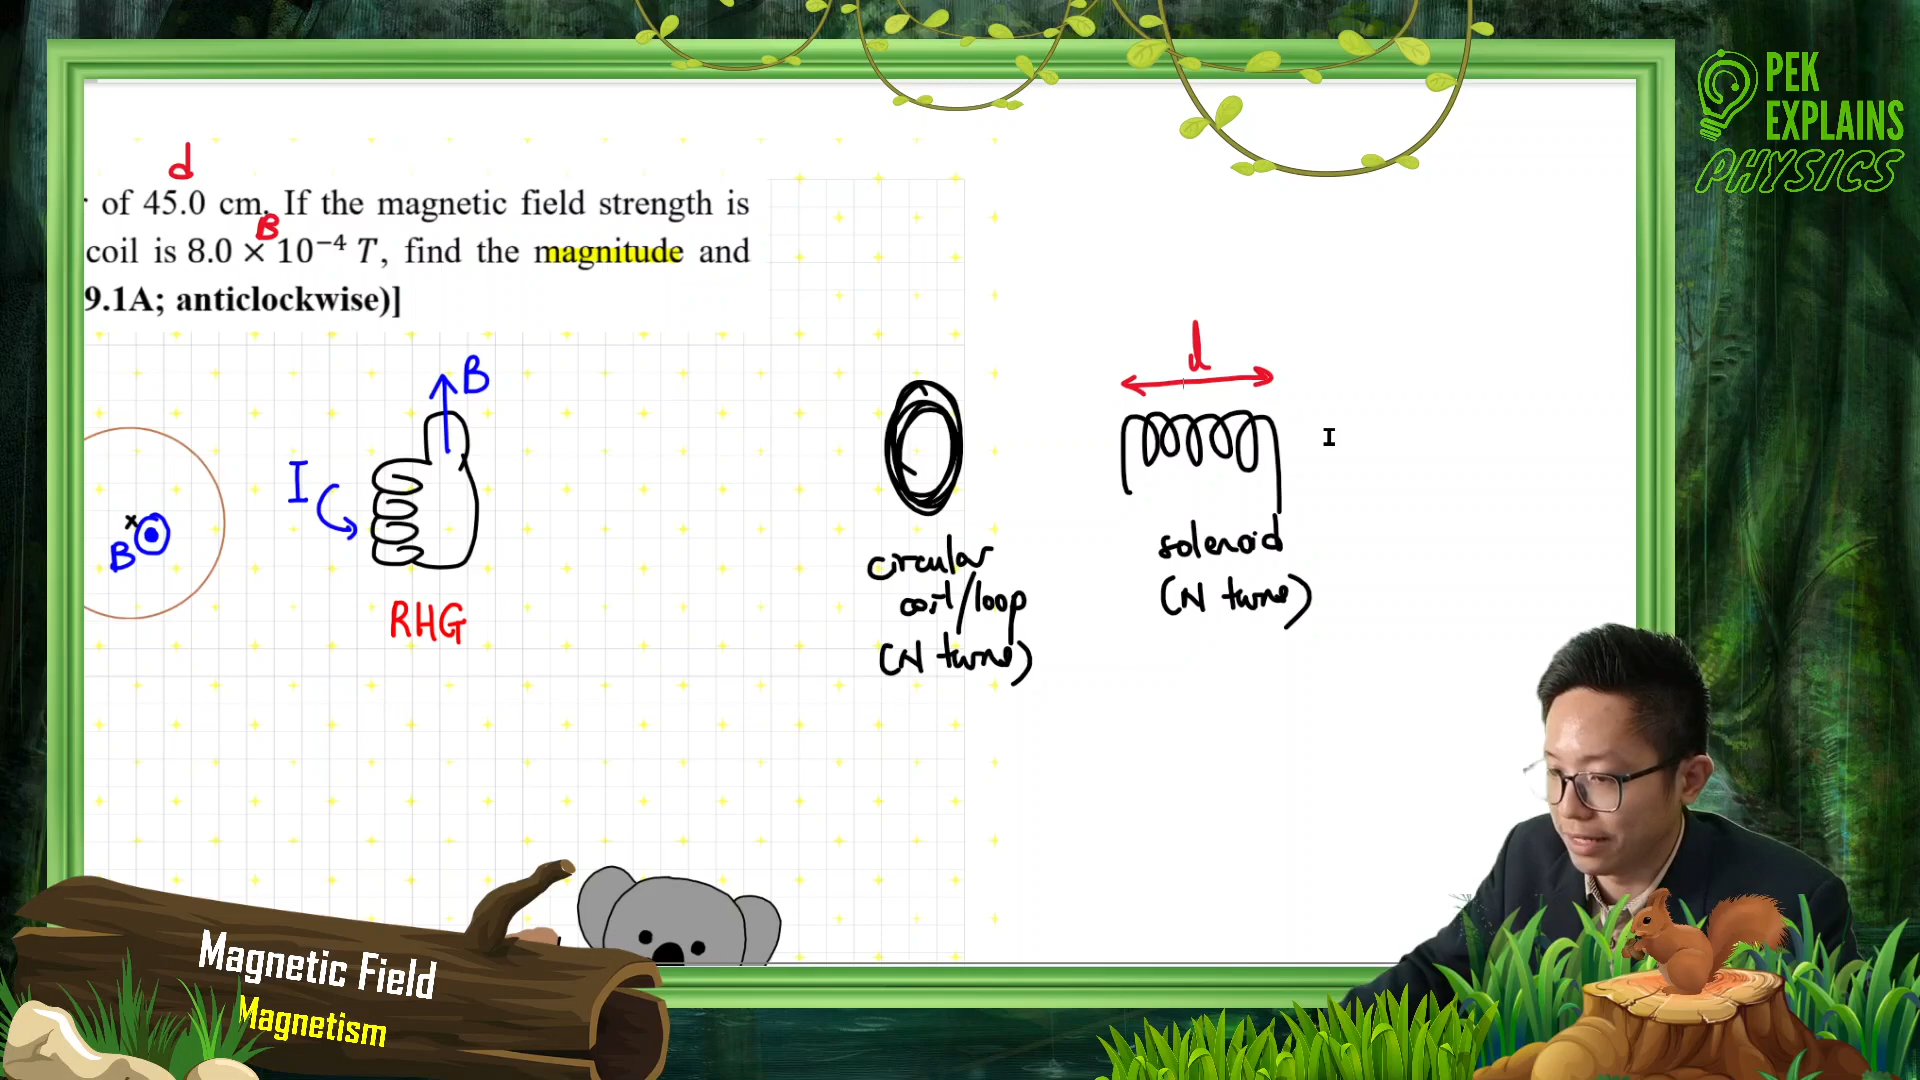 PEK
EXPLAINS
PHYSICS
d
of 45.0 cm. If the magnetic field strength is
B
coil is 8.0 × 10⁻⁴ T, find the magnitude and
9.1A; anticlockwise)]
B
I
x
B
RHG
circular
coil/loop
(N turns)
l
solenoid
(N turns)
Magnetic Field
Magnetism